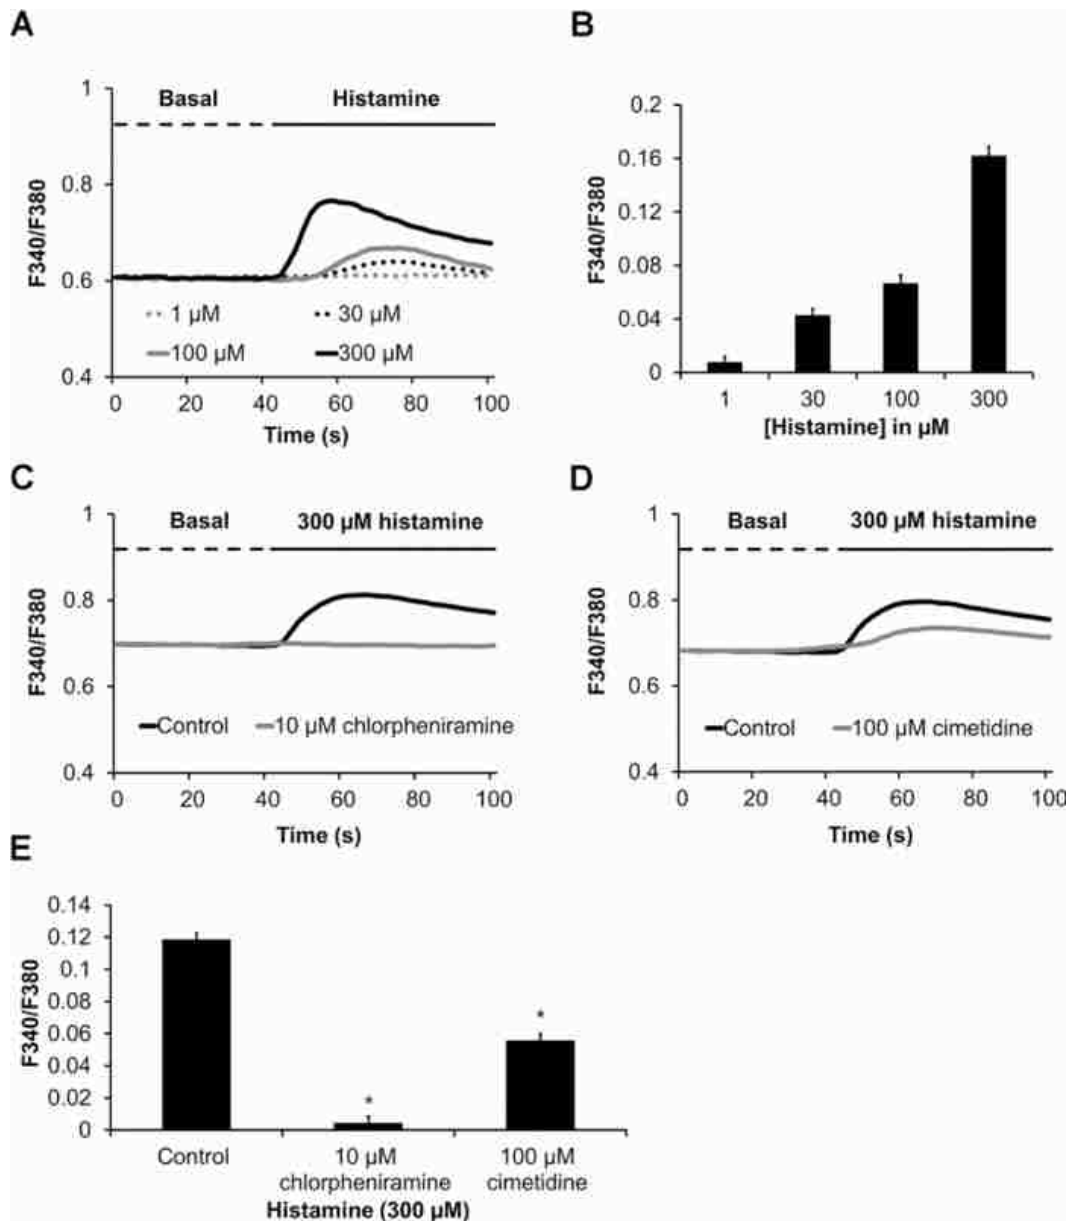 A
1
Basal
Histamine
0.8
0.6
0.4
F340/F380
1 µM
30 µM
100 µM
300 µM
0
20
40
60
80
100
Time (s)
B
0.2
0.16
0.12
0.08
0.04
0
F340/F380
1
30
100
300
[Histamine] in µM
C
1
Basal
300 µM histamine
0.8
0.6
0.4
F340/F380
Control
10 µM chlorpheniramine
0
20
40
60
80
100
Time (s)
D
1
Basal
300 µM histamine
0.8
0.6
0.4
F340/F380
Control
100 µM cimetidine
0
20
40
60
80
100
Time (s)
E
0.14
0.12
0.1
0.08
0.06
0.04
0.02
0
F340/F380
*
*
Control
10 µM
chlorpheniramine
100 µM
cimetidine
Histamine (300 µM)